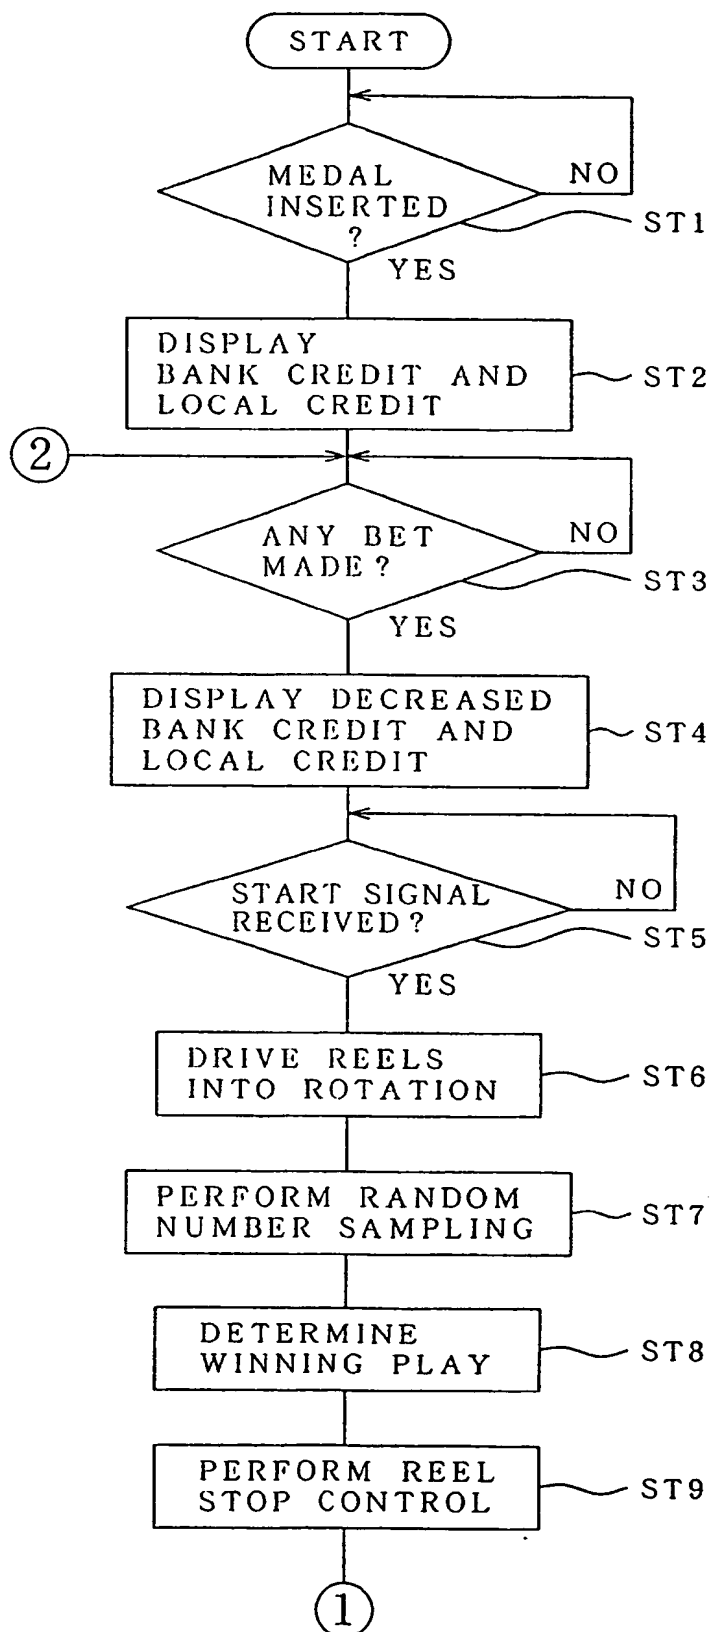 START
MEDAL
INSERTED
?
NO
ST1
YES
DISPLAY
BANK CREDIT AND
LOCAL CREDIT
ST2
2
ANY BET
MADE?
NO
ST3
YES
DISPLAY DECREASED
BANK CREDIT AND
LOCAL CREDIT
ST4
START SIGNAL
RECEIVED?
NO
ST5
YES
DRIVE REELS
INTO ROTATION
ST6
PERFORM RANDOM
NUMBER SAMPLING
ST7
DETERMINE
WINNING PLAY
ST8
PERFORM REEL
STOP CONTROL
ST9
1